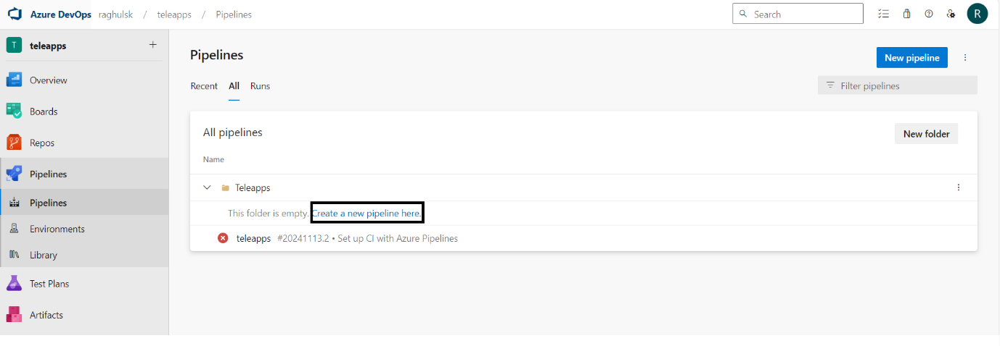 Azure DevOps raghulsk / teleapps / Pipelines Search R
T teleapps +
Overview
Boards
Repos
Pipelines
Pipelines
Environments
Library
Test Plans
Artifacts
Pipelines New pipeline
Recent All Runs Filter pipelines
All pipelines New folder
Name
Teleapps
This folder is empty. Create a new pipeline here.
teleapps #20241113.2 • Set up CI with Azure Pipelines